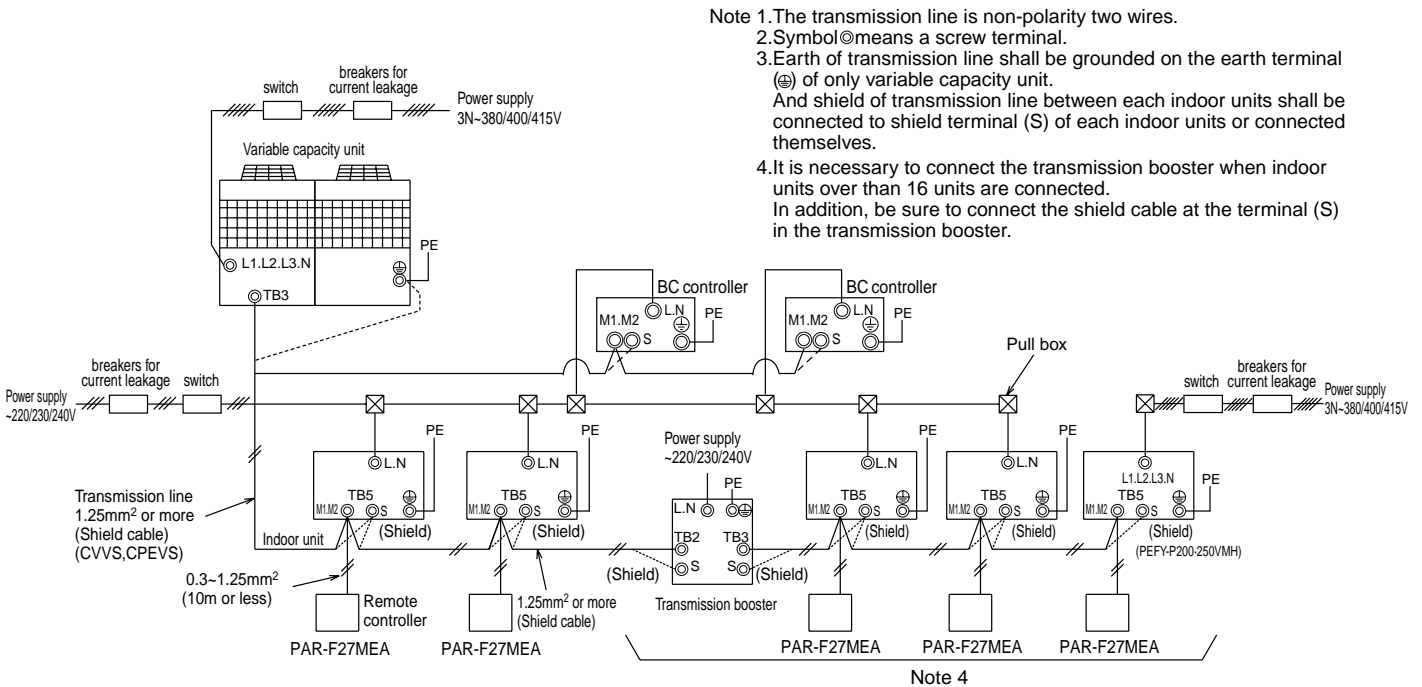 Note 1.The transmission line is non-polarity two wires.
2.Symbol◎means a screw terminal.
3.Earth of transmission line shall be grounded on the earth terminal
(⏚) of only variable capacity unit.
And shield of transmission line between each indoor units shall be
connected to shield terminal (S) of each indoor units or connected
themselves.
4.It is necessary to connect the transmission booster when indoor
units over than 16 units are connected.
In addition, be sure to connect the shield cable at the terminal (S)
in the transmission booster.
switch
breakers for
current leakage
Power supply
3N~380/400/415V
Variable capacity unit
L1.L2.L3.N
PE
TB3
BC controller
L.N
PE
M1.M2
S
BC controller
L.N
PE
M1.M2
S
Pull box
breakers for
current leakage
switch
Power supply
~220/230/240V
switch
breakers for
current leakage
Power supply
3N~380/400/415V
PE
L.N
TB5
M1.M2
S
(Shield)
PE
L.N
TB5
M1.M2
S
(Shield)
Power supply
~220/230/240V
PE
L.N
TB2
TB3
S
S
(Shield)
(Shield)
Transmission booster
PE
L.N
TB5
M1.M2
S
(Shield)
PE
L.N
TB5
M1.M2
S
(Shield)
L1.L2.L3.N
PE
TB5
M1.M2
S
(Shield)
(PEFY-P200-250VMH)
Transmission line
1.25mm² or more
(Shield cable)
(CVVS,CPEVS)
Indoor unit
0.3~1.25mm²
(10m or less)
Remote
controller
1.25mm² or more
(Shield cable)
PAR-F27MEA
PAR-F27MEA
PAR-F27MEA
PAR-F27MEA
PAR-F27MEA
Note 4